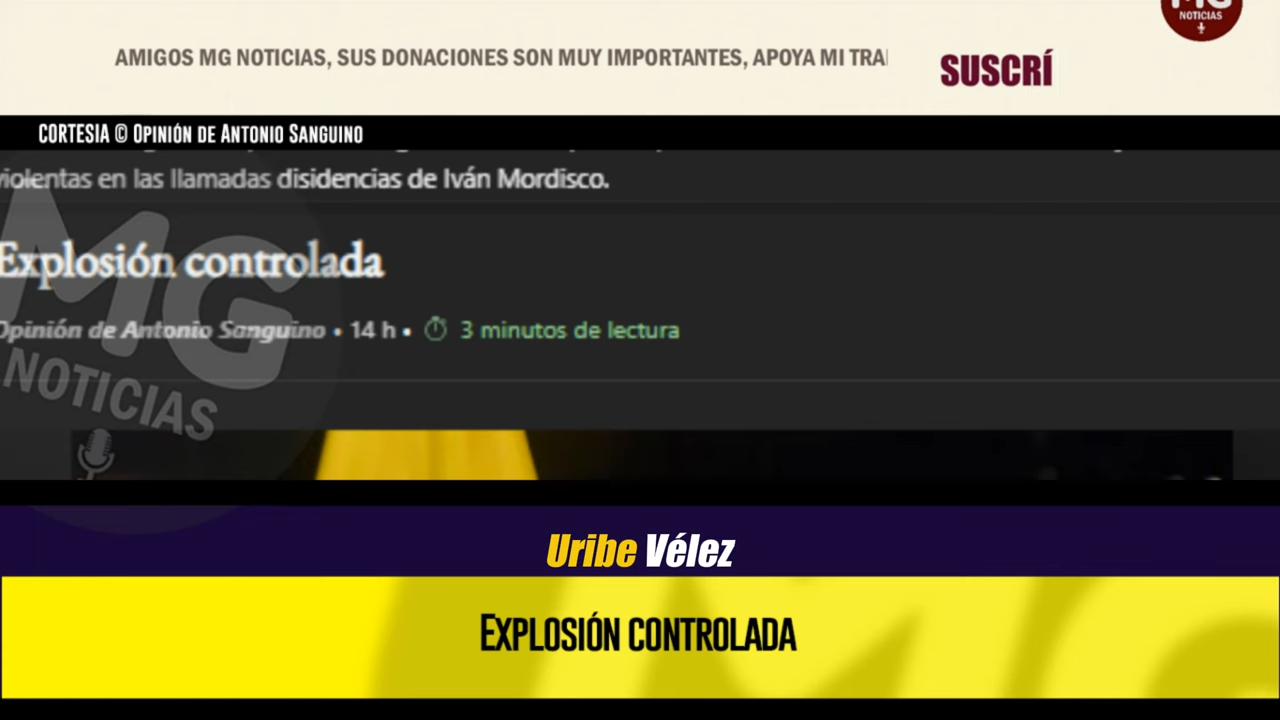 MG
NOTICIAS
AMIGOS MG NOTICIAS, SUS DONACIONES SON MUY IMPORTANTES, APOYA MI
SUSCRÍ
CORTESIA © OPINIÓN DE ANTONIO SANGUINO
violentas en las llamadas disidencias de Iván Mordisco.
Explosión controlada
Opinión de Antonio Sanguino • 14 h • 3 minutos de lectura
MG
NOTICIAS
Uribe Vélez
EXPLOSIÓN CONTROLADA